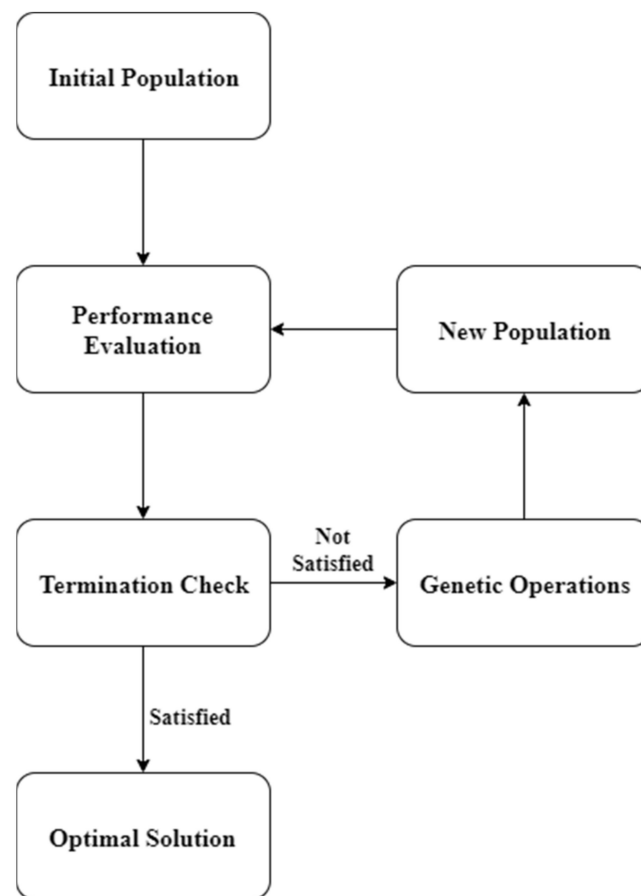 Initial Population
Performance
Evaluation
New Population
Not
Satisfied
Termination Check
Genetic Operations
Satisfied
Optimal Solution